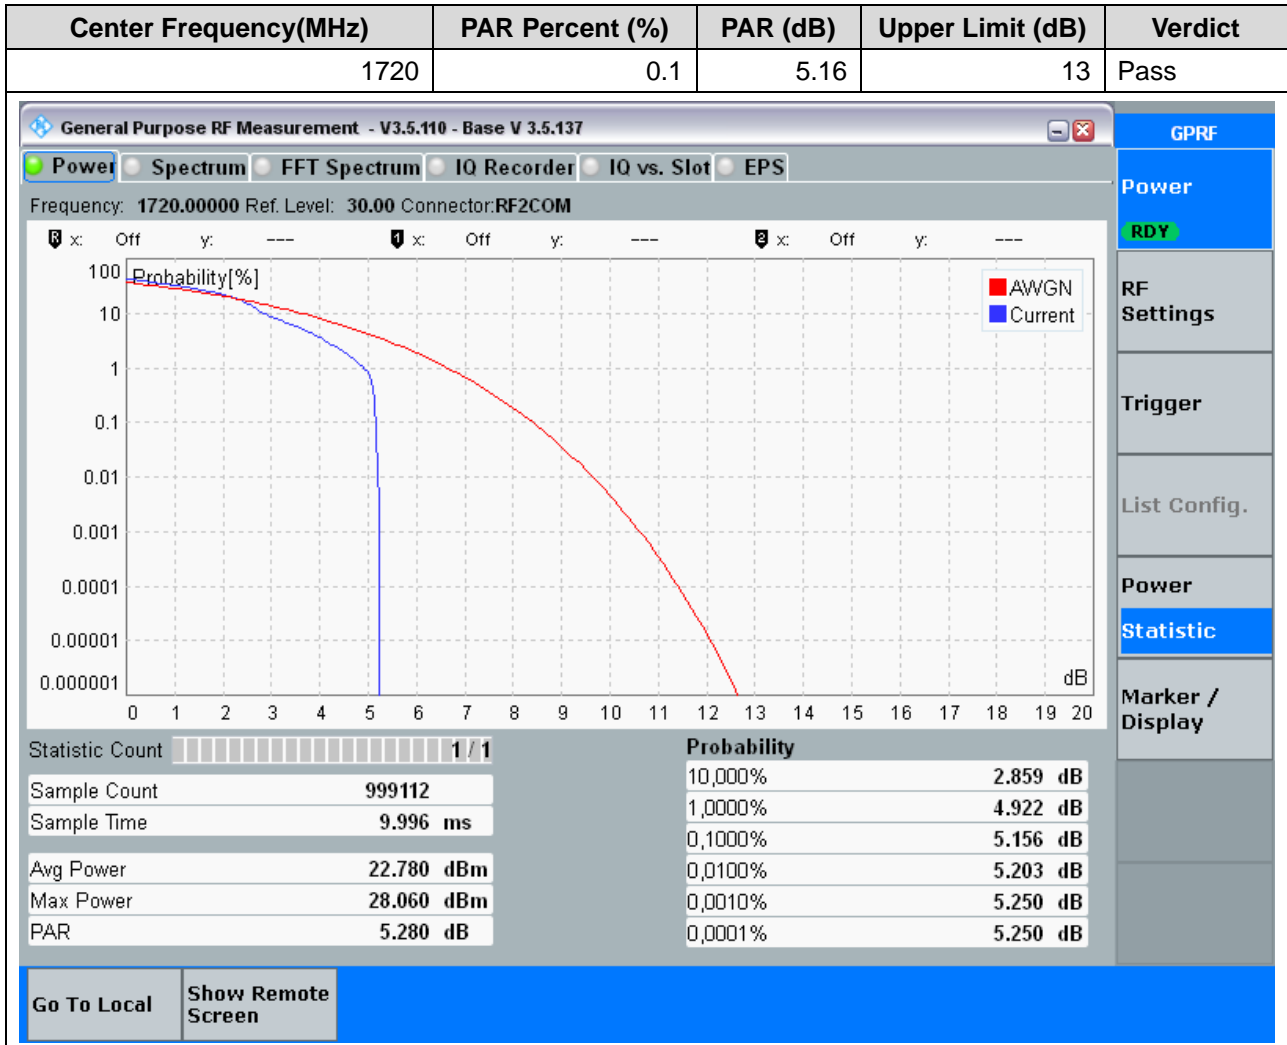 Center Frequency(MHz) PAR Percent (%) PAR (dB) Upper Limit (dB) Verdict
1720 0.1 5.16 13 Pass
General Purpose RF Measurement - V3.5.110 - Base V 3.5.137
GPRF
Power Spectrum FFT Spectrum IQ Recorder IQ vs. Slot EPS
Frequency: 1720.00000 Ref. Level: 30.00 Connector:RF2COM
R x: Off y: --- 1 x: Off y: --- 2 x: Off y: ---
Probability[%]
AWGN
Current
100
10
1
0.1
0.01
0.001
0.0001
0.00001
0.000001
dB
0 1 2 3 4 5 6 7 8 9 10 11 12 13 14 15 16 17 18 19 20
Statistic Count 1 / 1
Sample Count 999112
Sample Time 9.996 ms
Avg Power 22.780 dBm
Max Power 28.060 dBm
PAR 5.280 dB
Probability
10,000% 2.859 dB
1,0000% 4.922 dB
0,1000% 5.156 dB
0,0100% 5.203 dB
0,0010% 5.250 dB
0,0001% 5.250 dB
Power
RDY
RF
Settings
Trigger
List Config.
Power
Statistic
Marker /
Display
Go To Local
Show Remote
Screen